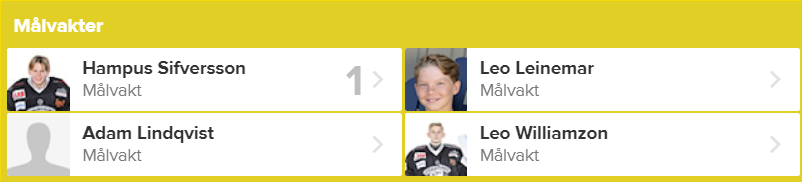 Målvakter
Hampus Sifversson
Målvakt
1
Leo Leinemar
Målvakt
Adam Lindqvist
Målvakt
Leo Williamzon
Målvakt